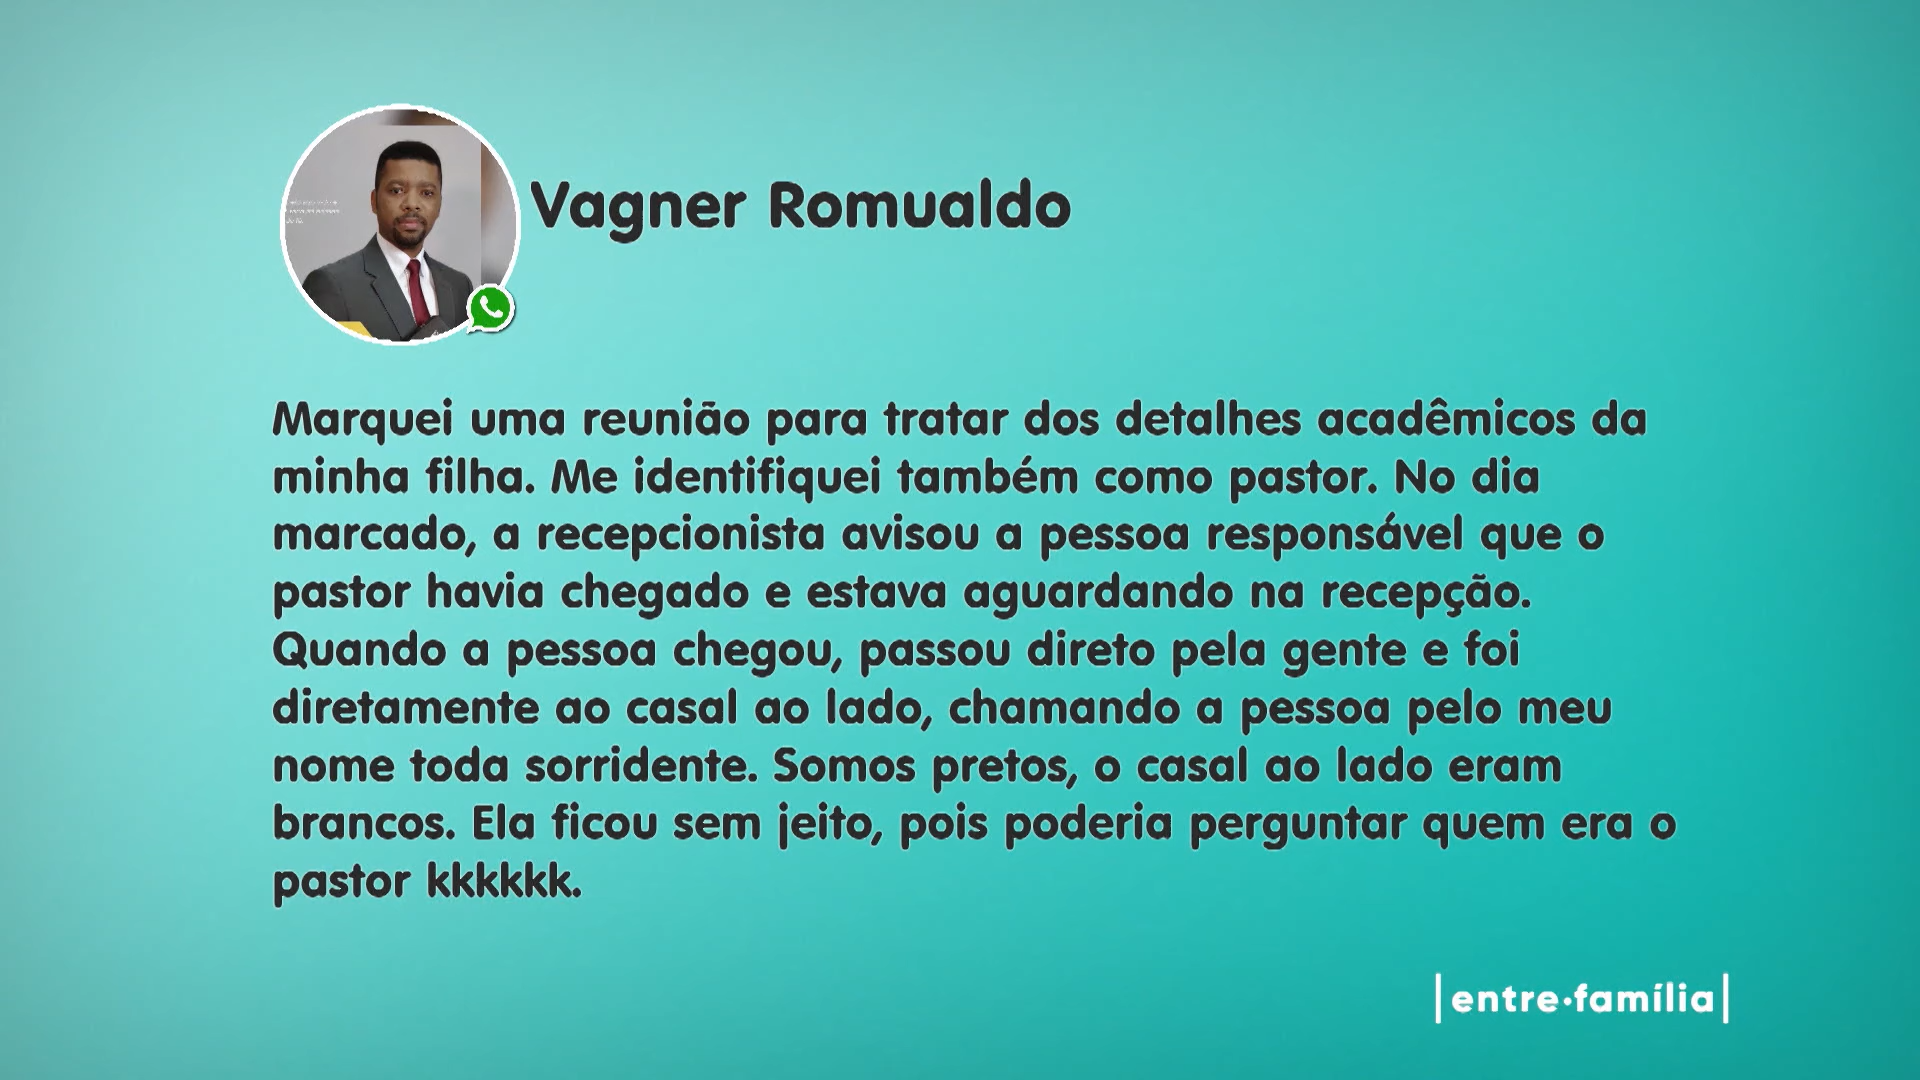 Vagner Romualdo
Marquei uma reunião para tratar dos detalhes acadêmicos da
minha filha. Me identifiquei também como pastor. No dia
marcado, a recepcionista avisou a pessoa responsável que o
pastor havia chegado e estava aguardando na recepção.
Quando a pessoa chegou, passou direto pela gente e foi
diretamente ao casal ao lado, chamando a pessoa pelo meu
nome toda sorridente. Somos pretos, o casal ao lado eram
brancos. Ela ficou sem jeito, pois poderia perguntar quem era o
pastor kkkkkk.
|entre•família|